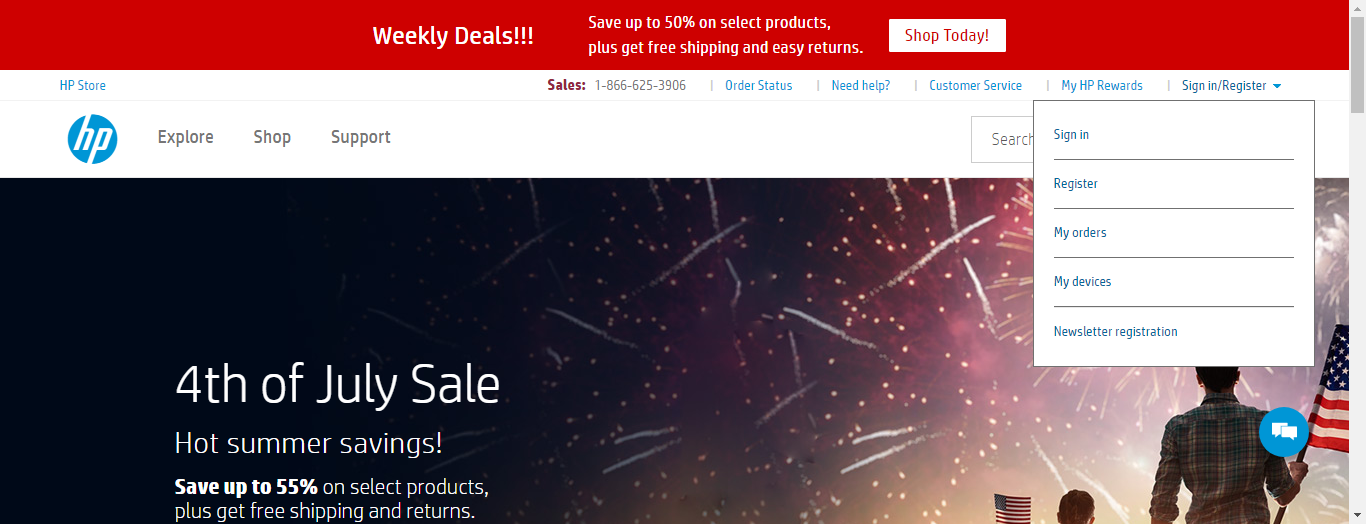 Weekly Deals!!!
Save up to 50% on select products,
plus get free shipping and easy returns.
Shop Today!
HP Store
Sales: 1-866-625-3906 | Order Status | Need help? | Customer Service | My HP Rewards | Sign in/Register
hp
Explore
Shop
Support
Search
Sign in
Register
My orders
My devices
Newsletter registration
4th of July Sale
Hot summer savings!
Save up to 55% on select products,
plus get free shipping and returns.